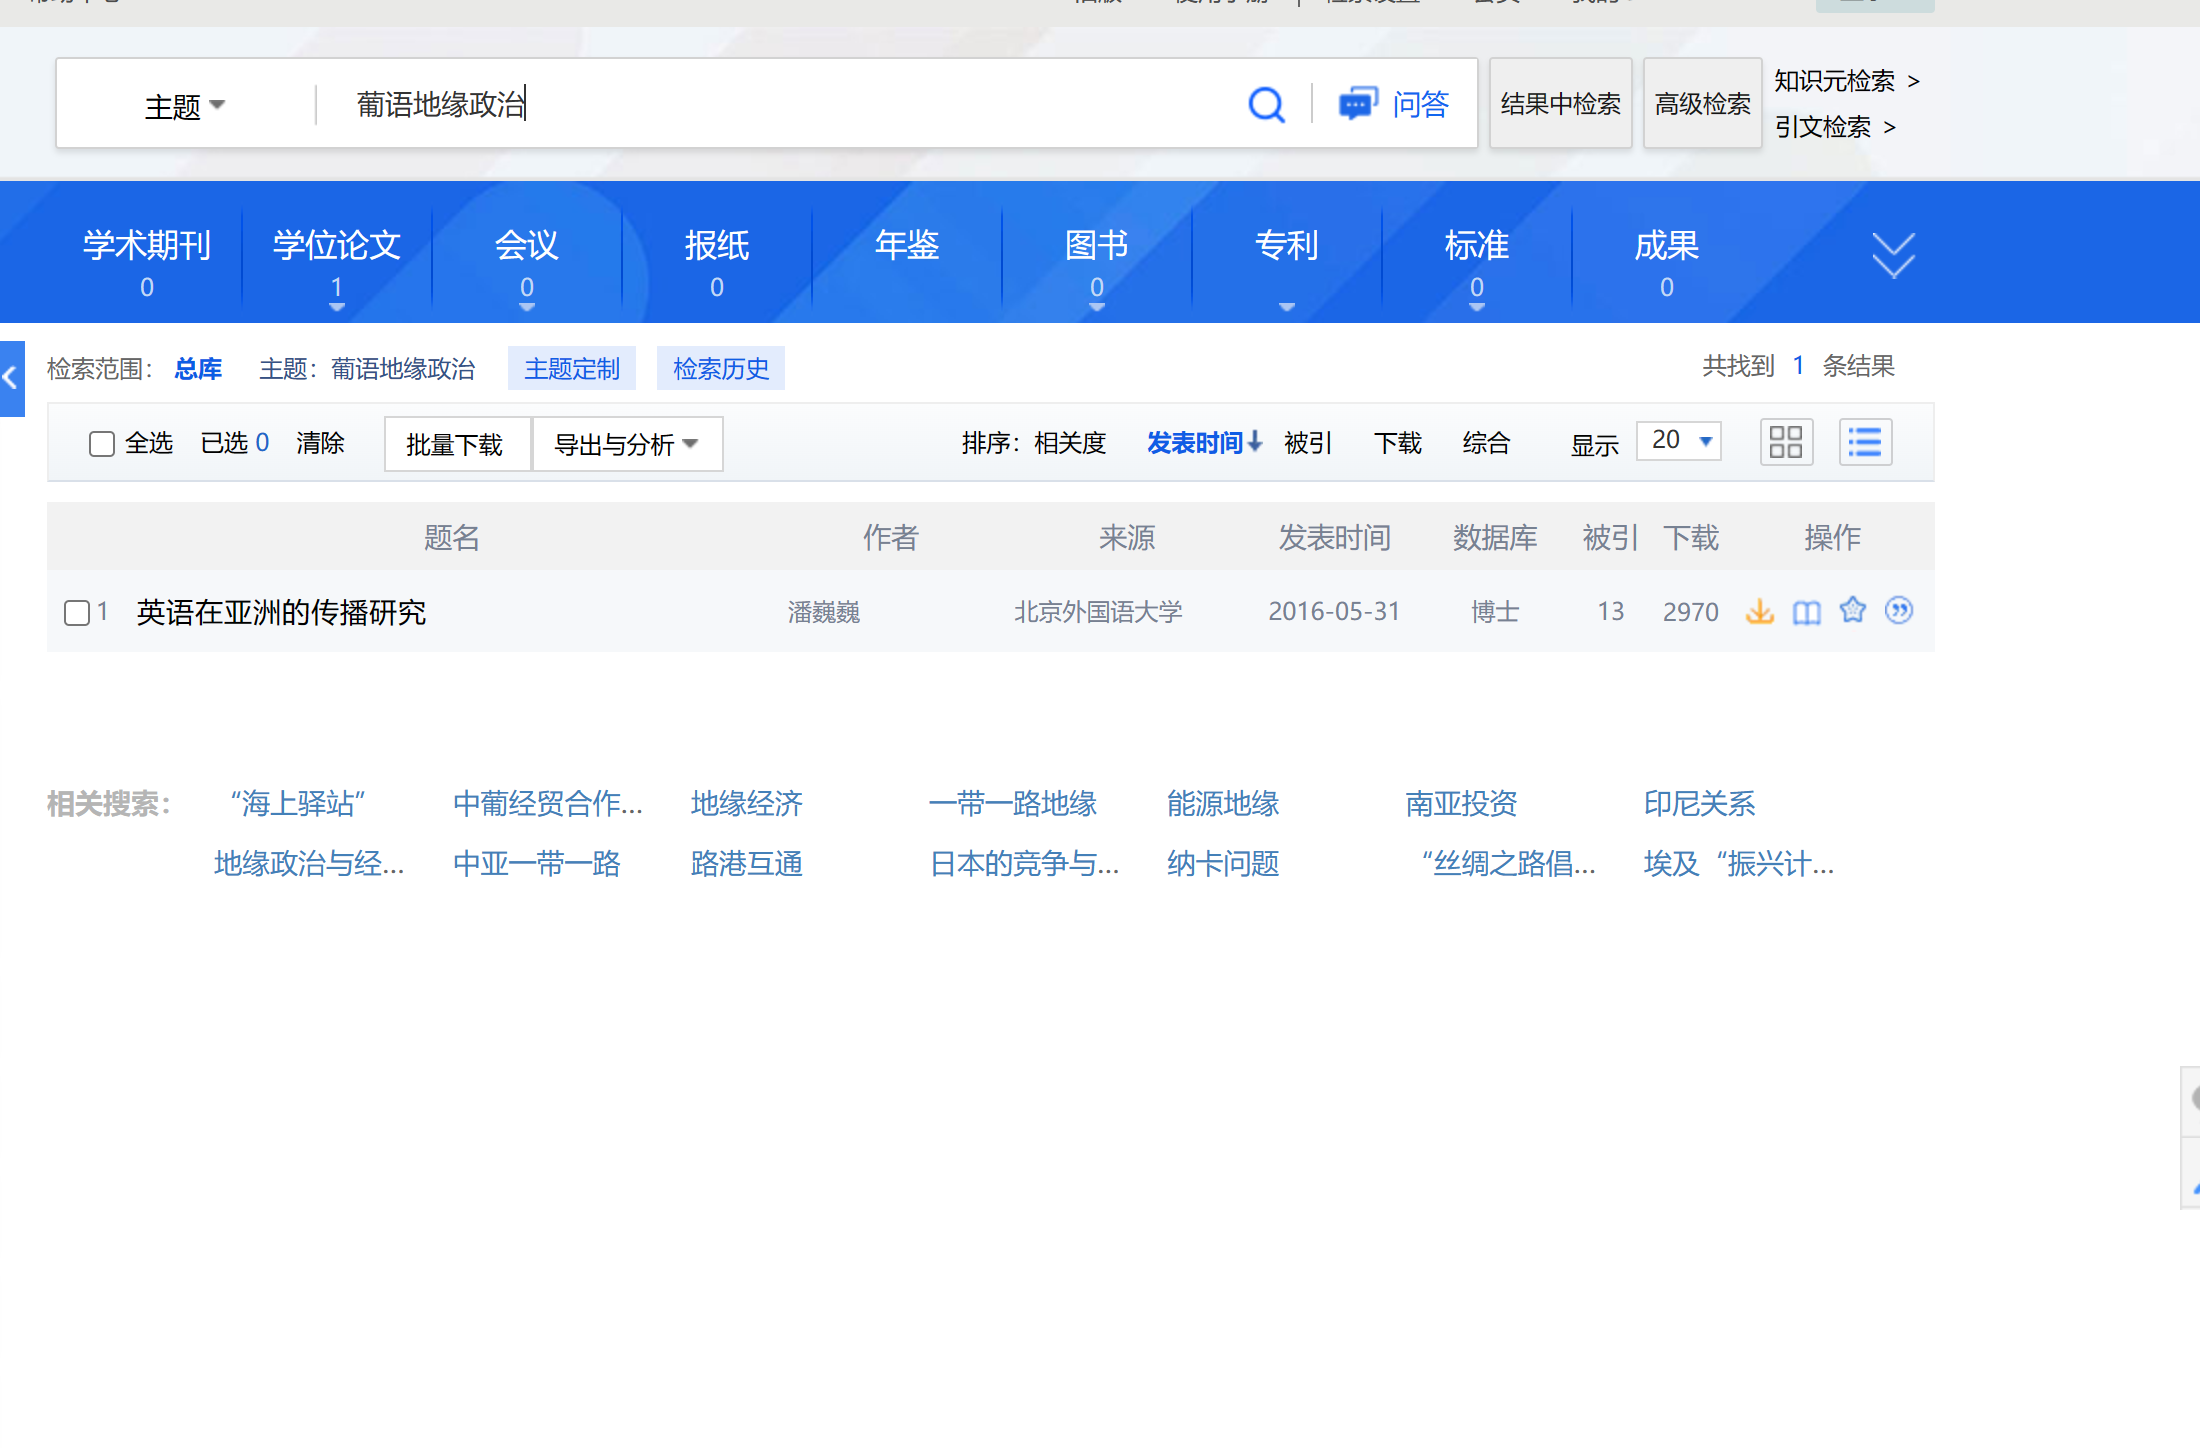 主题
葡语地缘政治
问答
结果中检索
高级检索
知识元检索 >
引文检索 >
学术期刊
0
学位论文
1
会议
0
报纸
0
年鉴
图书
0
专利
标准
0
成果
0
检索范围： 总库 主题：葡语地缘政治 主题定制 检索历史 共找到 1 条结果
全选 已选 0 清除 批量下载 导出与分析 排序：相关度 发表时间↓ 被引 下载 综合 显示 20
题名 作者 来源 发表时间 数据库 被引 下载 操作
1 英语在亚洲的传播研究 潘巍巍 北京外国语大学 2016-05-31 博士 13 2970
相关搜索： “海上驿站” 中葡经贸合作... 地缘经济 一带一路地缘 能源地缘 南亚投资 印尼关系
地缘政治与经... 中亚一带一路 路港互通 日本的竞争与... 纳卡问题 “丝绸之路倡... 埃及“振兴计...